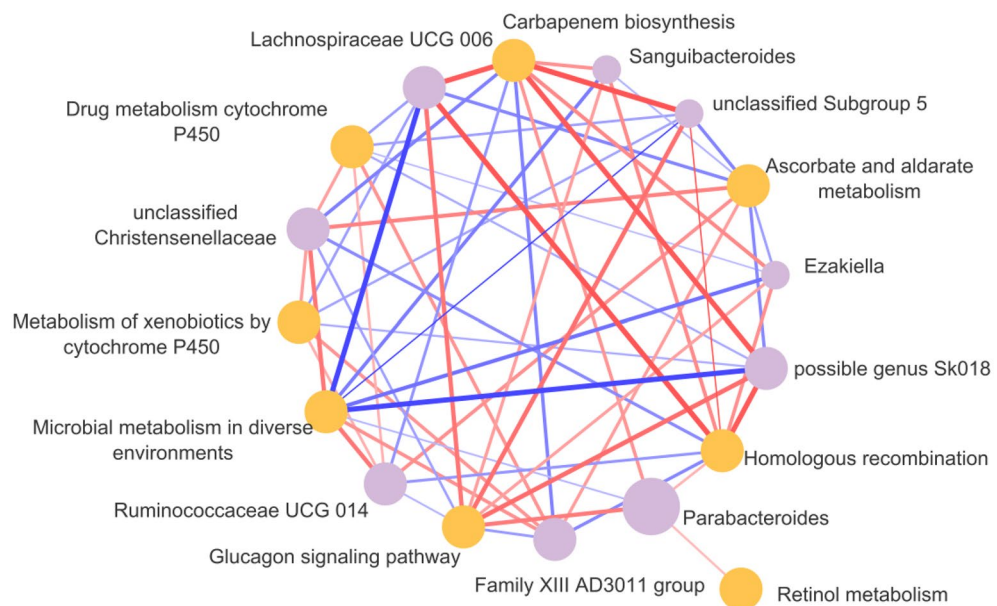 Carbapenem biosynthesis
Lachnospiraceae UCG 006
Sanguibacteroides
Drug metabolism cytochrome
P450
unclassified Subgroup 5
Ascorbate and aldarate
metabolism
unclassified
Christensenellaceae
Ezakiella
Metabolism of xenobiotics by
cytochrome P450
possible genus Sk018
Microbial metabolism in diverse
environments
Homologous recombination
Ruminococcaceae UCG 014
Parabacteroides
Glucagon signaling pathway
Family XIII AD3011 group
Retinol metabolism